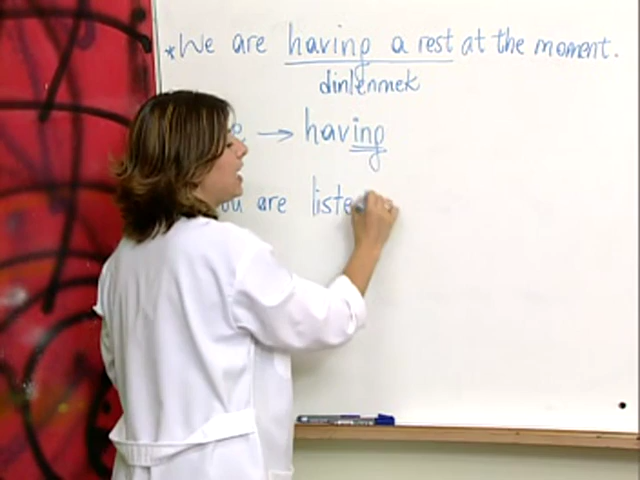 *We are having a rest at the moment.
dinlenmek
→ having
are liste